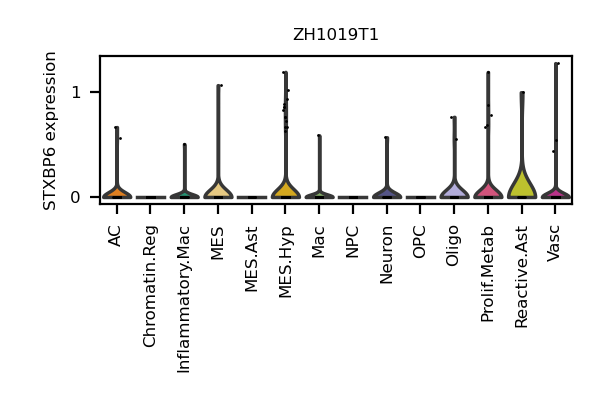 ZH1019T1
STXBP6 expression
1
0
AC
Chromatin.Reg
Inflammatory.Mac
MES
MES.Ast
MES.Hyp
Mac
NPC
Neuron
OPC
Oligo
Prolif.Metab
Reactive.Ast
Vasc